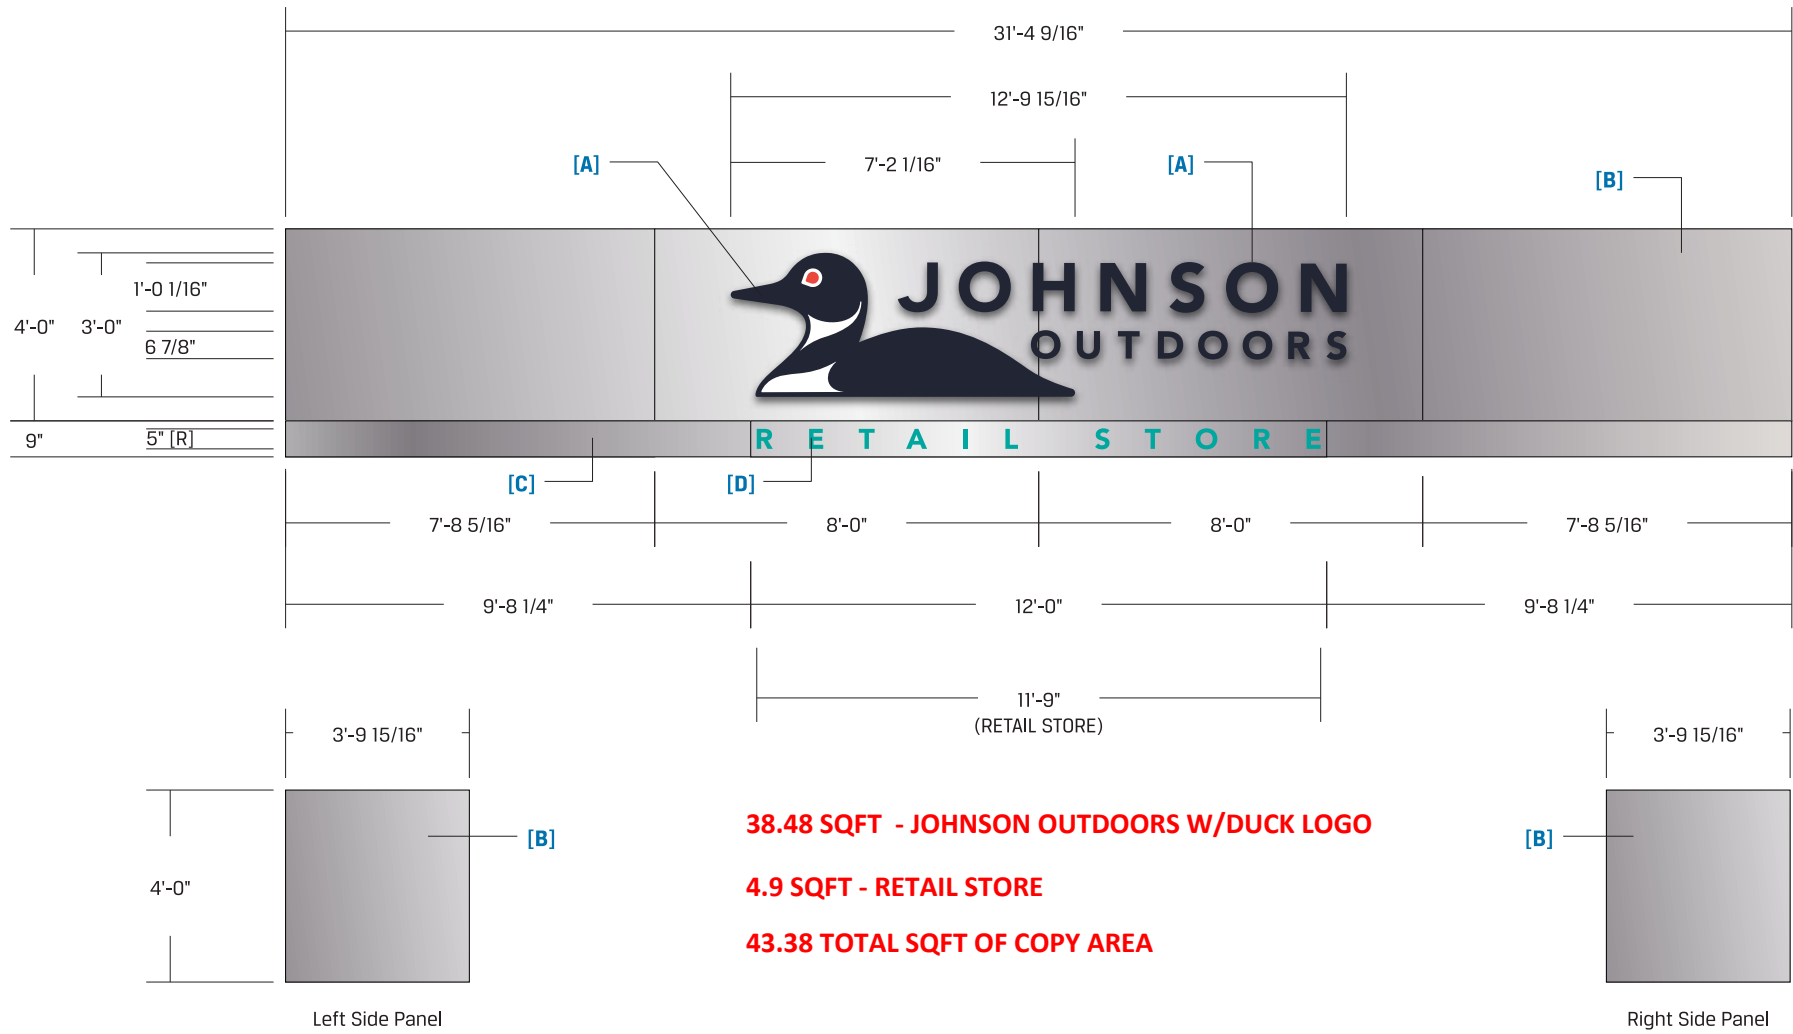 31'-4 9/16"
12'-9 15/16"
[A]
7'-2 1/16"
[A]
[B]
JOHNSON
OUTDOORS
1'-0 1/16"
4'-0"
3'-0"
6 7/8"
9"
5" [R]
RETAIL STORE
[C]
[D]
7'-8 5/16"
8'-0"
8'-0"
7'-8 5/16"
9'-8 1/4"
12'-0"
9'-8 1/4"
11'-9"
(RETAIL STORE)
3'-9 15/16"
3'-9 15/16"
38.48 SQFT - JOHNSON OUTDOORS W/DUCK LOGO
[B]
[B]
4'-0"
4.9 SQFT - RETAIL STORE
43.38 TOTAL SQFT OF COPY AREA
Left Side Panel
Right Side Panel